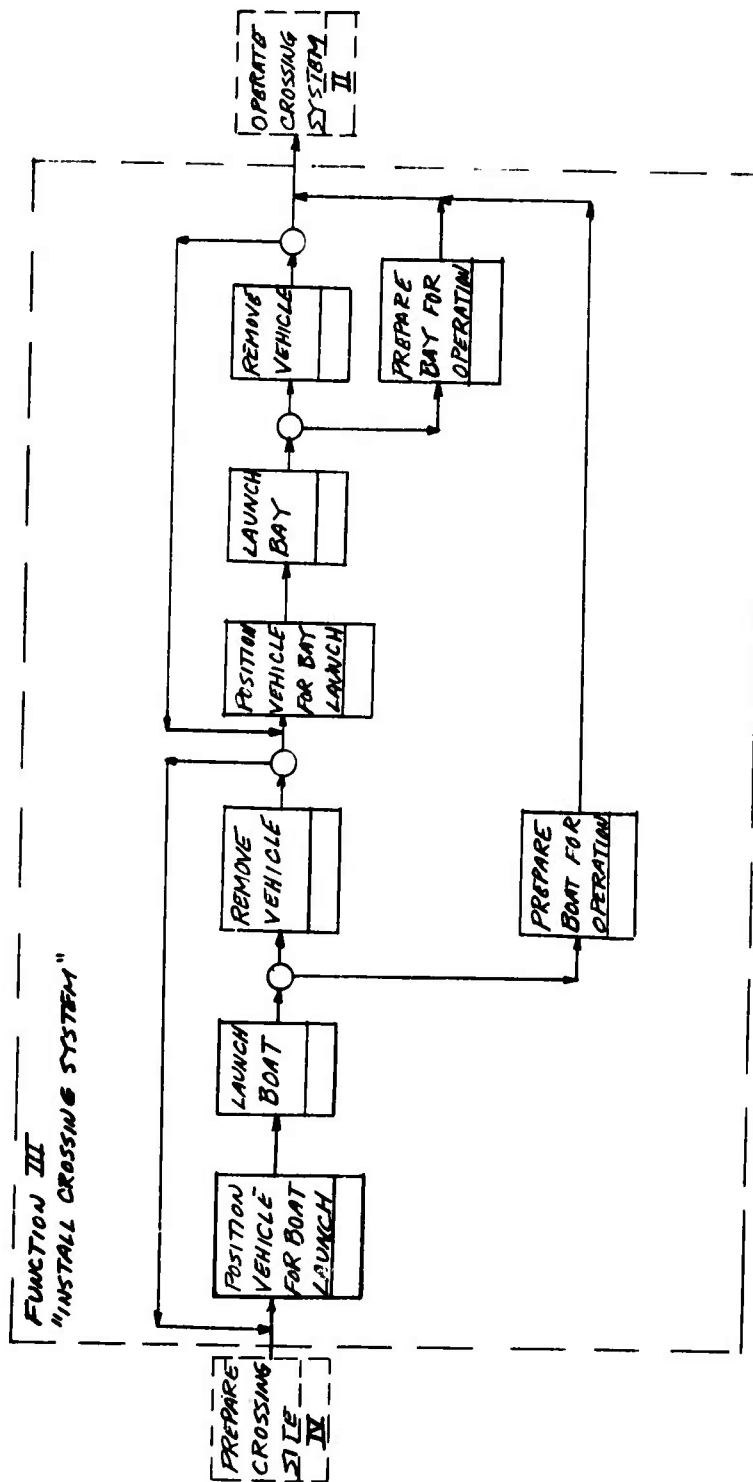 FUNCTION III
"INSTALL CROSSING SYSTEM"
PREPARE
CROSSING
SITE
IV
POSITION
VEHICLE
FOR BOAT
LAUNCH
LAUNCH
BOAT
REMOVE
VEHICLE
PREPARE
BOAT FOR
OPERATION
POSITION
VEHICLE
FOR BAY
LAUNCH
LAUNCH
BAY
REMOVE
VEHICLE
PREPARE
BAY FOR
OPERATION
OPERATE
CROSSING
SYSTEM
II